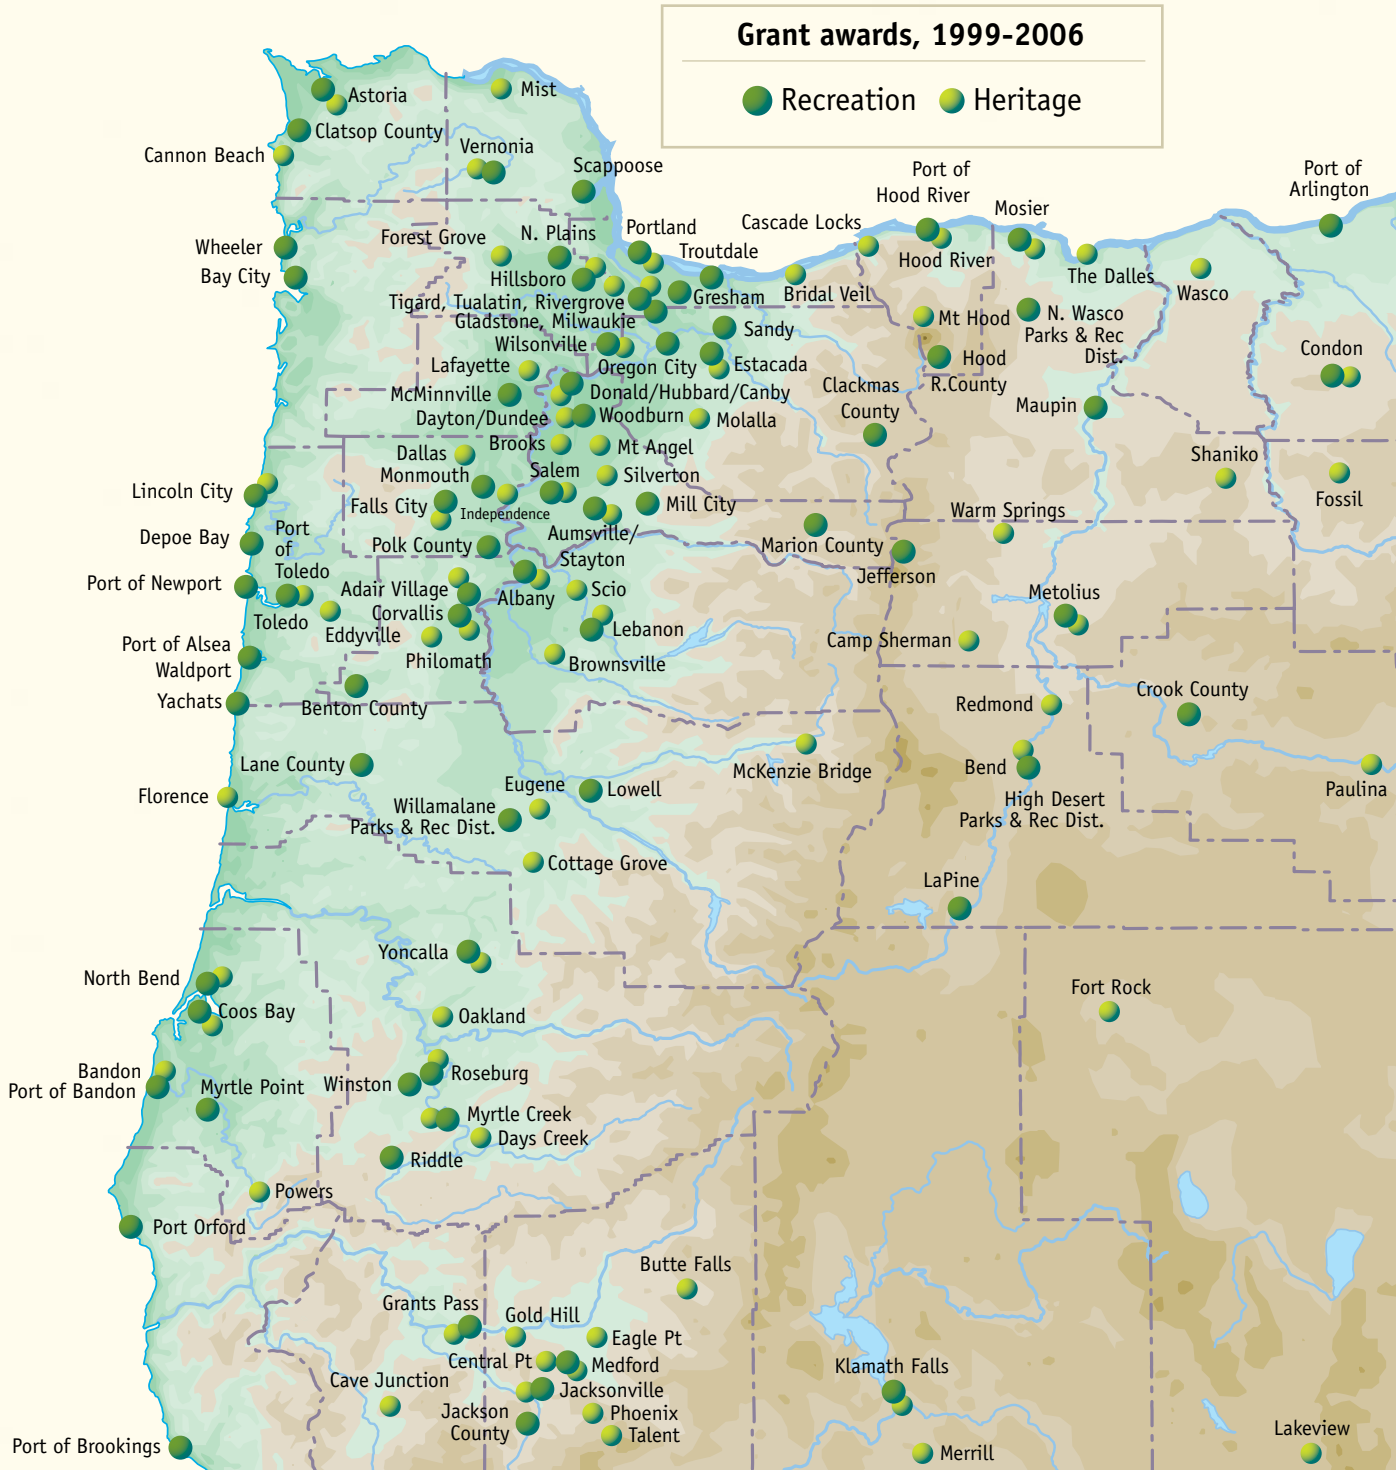 Grant awards, 1999-2006
Recreation
Heritage
Astoria
Mist
Clatsop County
Cannon Beach
Vernonia
Scappoose
Port of
Hood River
Port of
Arlington
Mosier
Cascade Locks
Portland
N. Plains
Forest Grove
Wheeler
Troutdale
Hood River
Bay City
The Dalles
Hillsboro
Bridal Veil
Wasco
Gresham
Tigard, Tualatin, Rivergrove
Gladstone, Milwaukie
Mt Hood
N. Wasco
Parks & Rec
Dist.
Sandy
Wilsonville
Condon
Hood
R.County
Lafayette
Oregon City
Estacada
Clackmas
County
McMinnville
Donald/Hubbard/Canby
Maupin
Dayton/Dundee
Woodburn
Molalla
Brooks
Mt Angel
Dallas
Shaniko
Monmouth
Salem
Silverton
Lincoln City
Fossil
Falls City
Independence
Mill City
Warm Springs
Port
of
Toledo
Depoe Bay
Aumsville/
Stayton
Polk County
Marion County
Jefferson
Port of Newport
Adair Village
Albany
Scio
Metolius
Corvallis
Toledo
Eddyville
Lebanon
Camp Sherman
Port of Alsea
Waldport
Philomath
Brownsville
Crook County
Yachats
Benton County
Redmond
Lane County
McKenzie Bridge
Bend
Eugene
Lowell
Paulina
Florence
Willamalane
Parks & Rec Dist.
High Desert
Parks & Rec Dist.
Cottage Grove
LaPine
Yoncalla
North Bend
Fort Rock
Coos Bay
Oakland
Bandon
Port of Bandon
Roseburg
Winston
Myrtle Point
Myrtle Creek
Days Creek
Riddle
Powers
Port Orford
Butte Falls
Grants Pass
Gold Hill
Eagle Pt
Central Pt
Medford
Klamath Falls
Cave Junction
Jacksonville
Jackson
County
Phoenix
Talent
Lakeview
Port of Brookings
Merrill